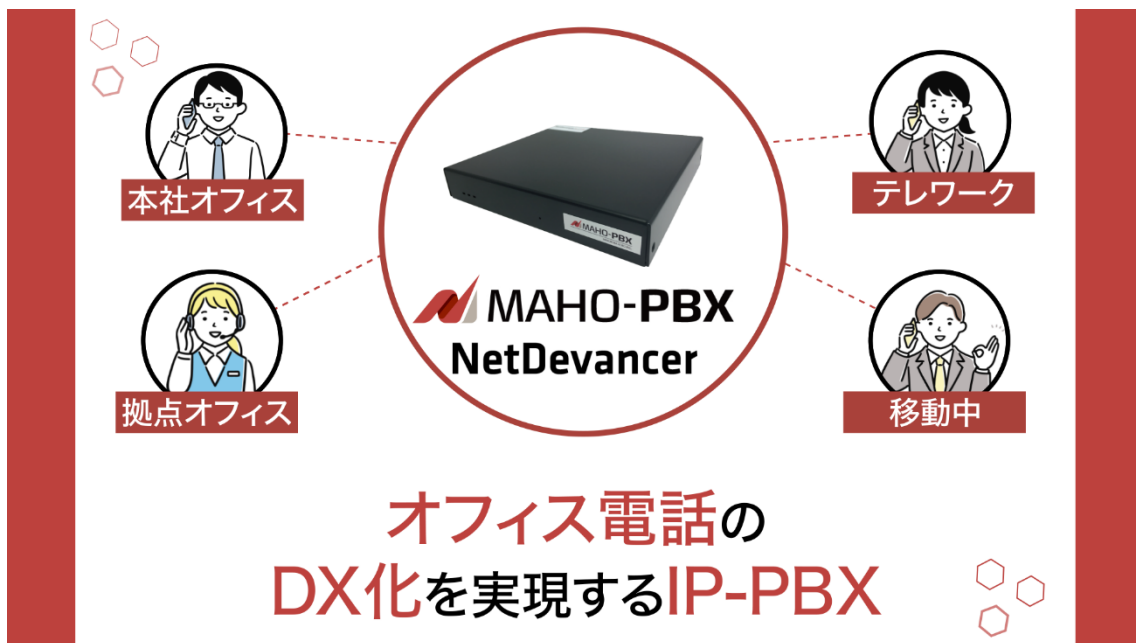 本社オフィス
テレワーク
MAHO-PBX
MAHO-PBX
NetDevancer
拠点オフィス
移動中
オフィス電話の
DX化を実現するIP-PBX